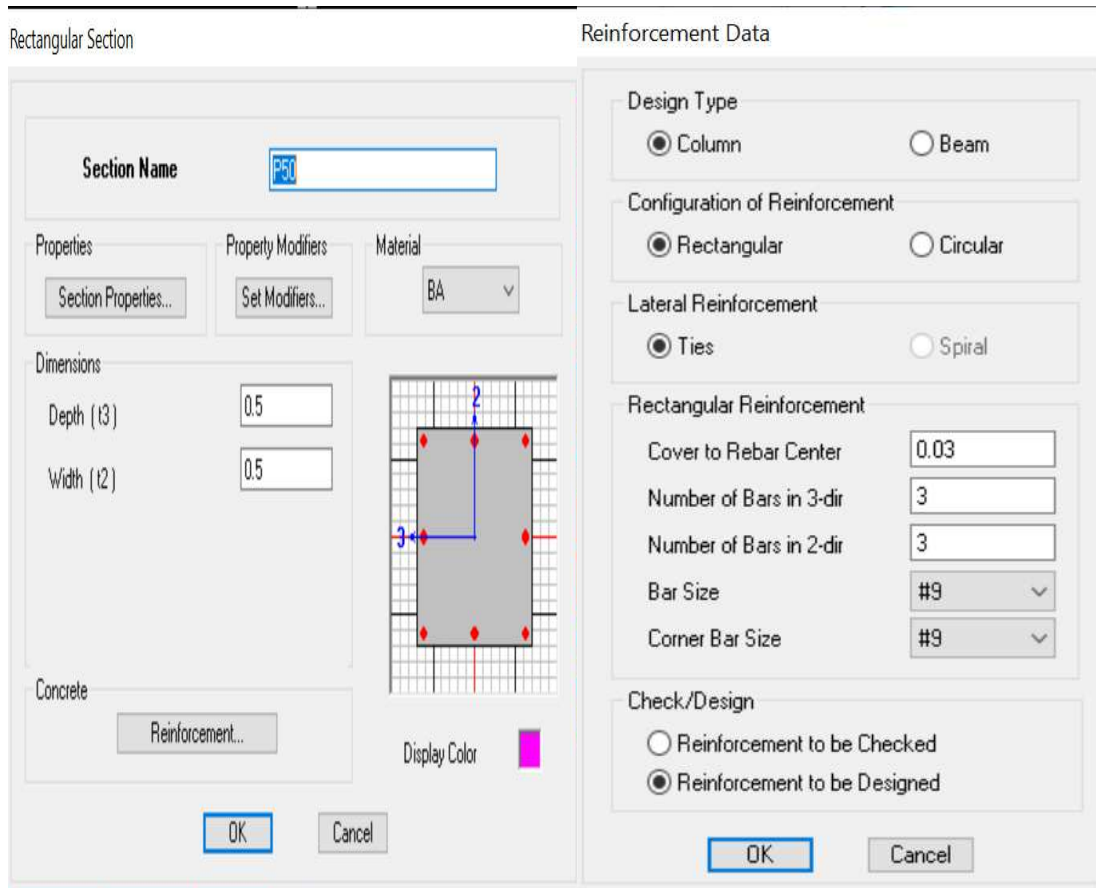 Rectangular Section
Section Name
P50
Properties
Section Properties...
Property Modifiers
Set Modifiers...
Material
BA
Dimensions
Depth ( t3 )
0.5
Width ( t2 )
0.5
2
3
Concrete
Reinforcement...
Display Color
OK
Cancel
Reinforcement Data
Design Type
Column
Beam
Configuration of Reinforcement
Rectangular
Circular
Lateral Reinforcement
Ties
Spiral
Rectangular Reinforcement
Cover to Rebar Center
0.03
Number of Bars in 3-dir
3
Number of Bars in 2-dir
3
Bar Size
#9
Corner Bar Size
#9
Check/Design
Reinforcement to be Checked
Reinforcement to be Designed
OK
Cancel